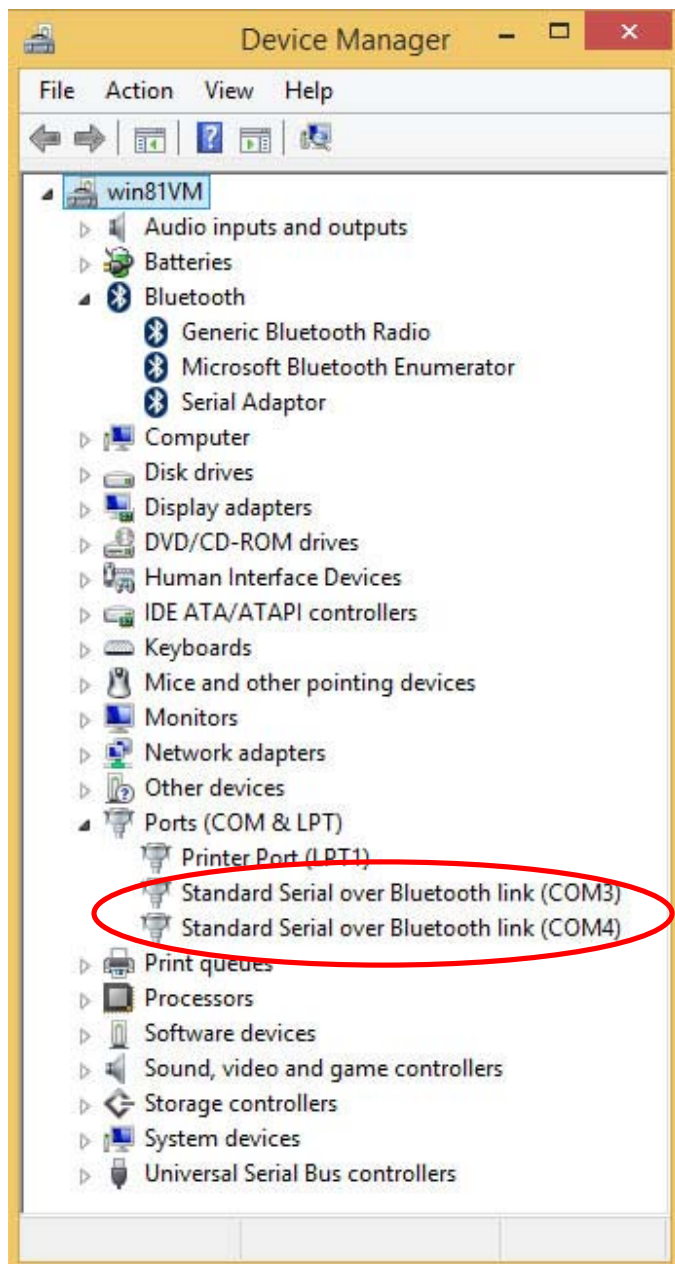 Device Manager
File Action View Help
win81VM
Audio inputs and outputs
Batteries
Bluetooth
Generic Bluetooth Radio
Microsoft Bluetooth Enumerator
Serial Adaptor
Computer
Disk drives
Display adapters
DVD/CD-ROM drives
Human Interface Devices
IDE ATA/ATAPI controllers
Keyboards
Mice and other pointing devices
Monitors
Network adapters
Other devices
Ports (COM & LPT)
Printer Port (LPT1)
Standard Serial over Bluetooth link (COM3)
Standard Serial over Bluetooth link (COM4)
Print queues
Processors
Software devices
Sound, video and game controllers
Storage controllers
System devices
Universal Serial Bus controllers